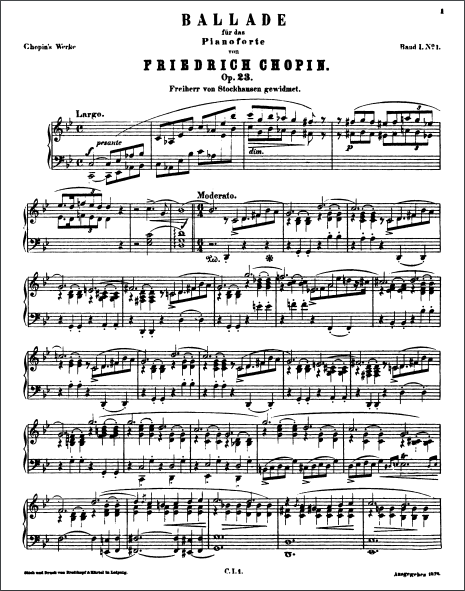 1
BALLADE
für das
Pianoforte
von
Chopin's Werke
Band I. Nº 1.
FRIEDRICH CHOPIN.
Op. 23.
Freiherr von Stockhausen gewidmet.
Largo.
pesante
dim.
Moderato.
Ped.
Stich und Druck von Breitkopf & Härtel in Leipzig.
C. I. 1.
Ausgegeben 1878.